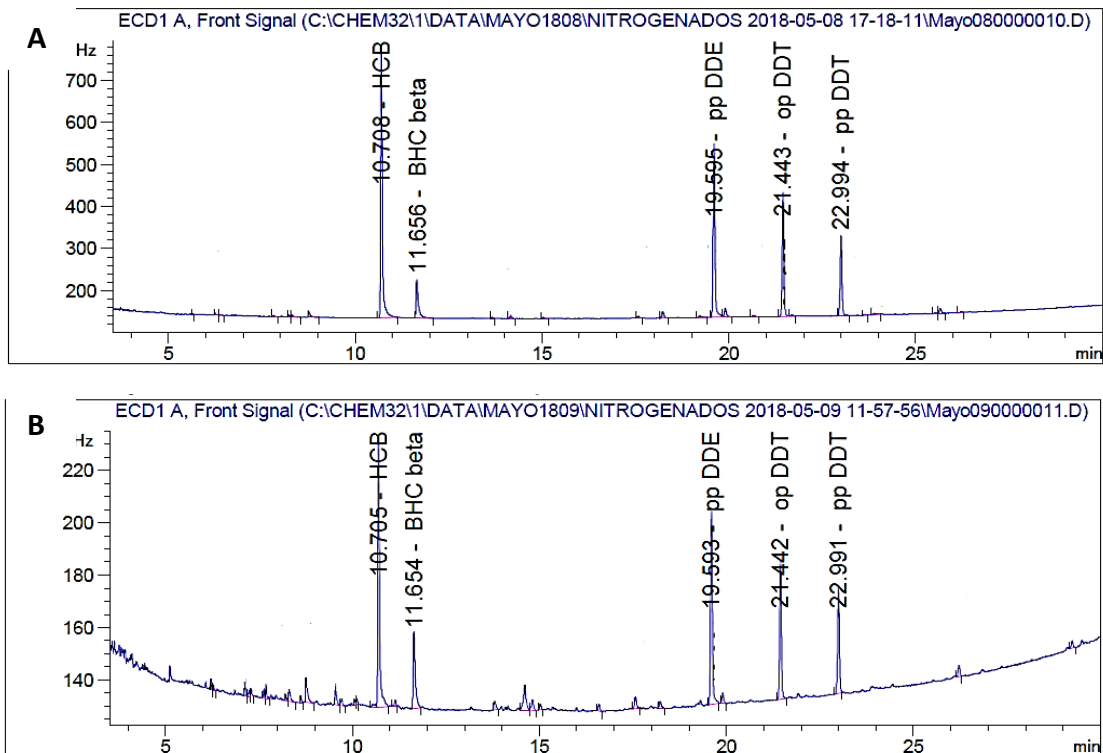 A
ECD1 A, Front Signal (C:\CHEM32\1\DATA\MAYO1808\NITROGENADOS 2018-05-08 17-18-11\Mayo080000010.D)
Hz
700
600
500
400
300
200
10.708 - HCB
11.656 - BHC beta
19.595 - pp DDE
21.443 - op DDT
22.994 - pp DDT
5
10
15
20
25
min
B
ECD1 A, Front Signal (C:\CHEM32\1\DATA\MAYO1809\NITROGENADOS 2018-05-09 11-57-56\Mayo090000011.D)
Hz
220
200
180
160
140
10.705 - HCB
11.654 - BHC beta
19.593 - pp DDE
21.442 - op DDT
22.991 - pp DDT
5
10
15
20
25
min